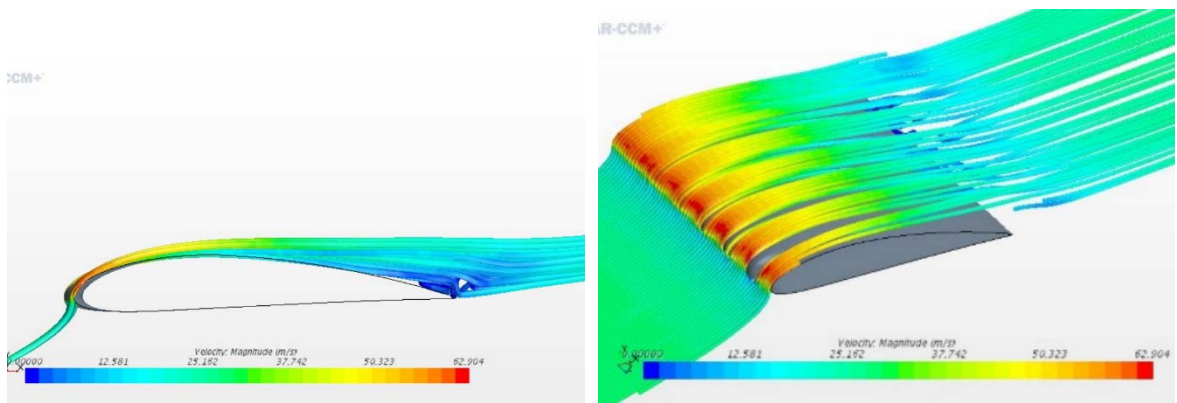 CCM+
Velocity: Magnitude (m/s)
0.00000 12.581 25.162 37.742 50.323 62.904
AR-CCM+
Velocity: Magnitude (m/s)
0.00000 12.581 25.162 37.742 50.323 62.904